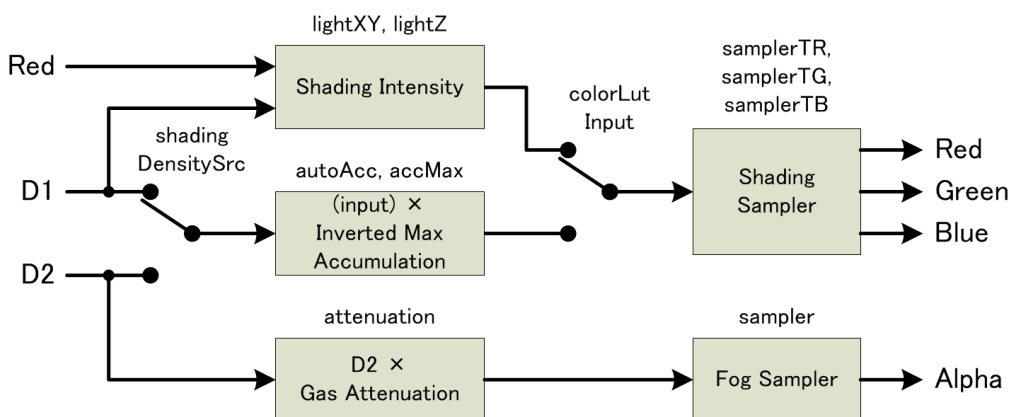 lightXY, lightZ
Red
Shading Intensity
samplerTR,
samplerTG,
samplerTB
colorLut
Input
shading
DensitySrc
D1
autoAcc, accMax
(input) ×
Inverted Max
Accumulation
Shading
Sampler
Red
Green
Blue
D2
attenuation
D2 ×
Gas Attenuation
sampler
Fog Sampler
Alpha